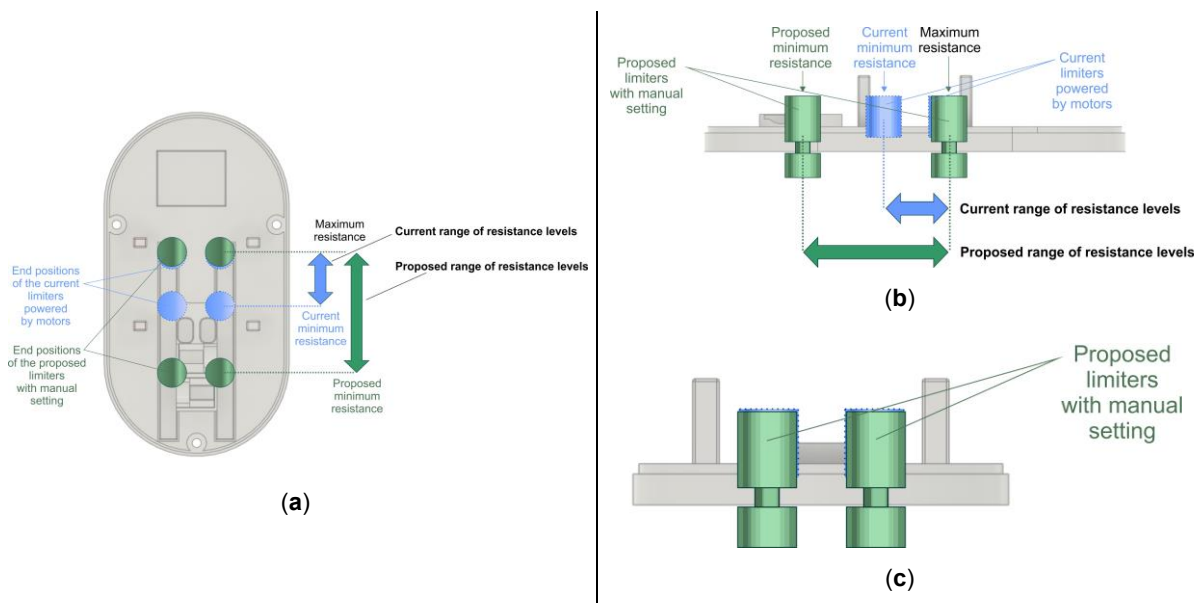 Maximum
resistance
Current range of resistance levels
Proposed range of resistance levels
End positions
of the current
limiters
powered
by motors
Current
minimum
resistance
End positions
of the proposed
limiters
with manual
setting
Proposed
minimum
resistance
(a)
Proposed
minimum
resistance
Current
minimum
resistance
Maximum
resistance
Proposed
limiters
with manual
setting
Current
limiters
powered
by motors
Current range of resistance levels
Proposed range of resistance levels
(b)
Proposed
limiters
with manual
setting
(c)